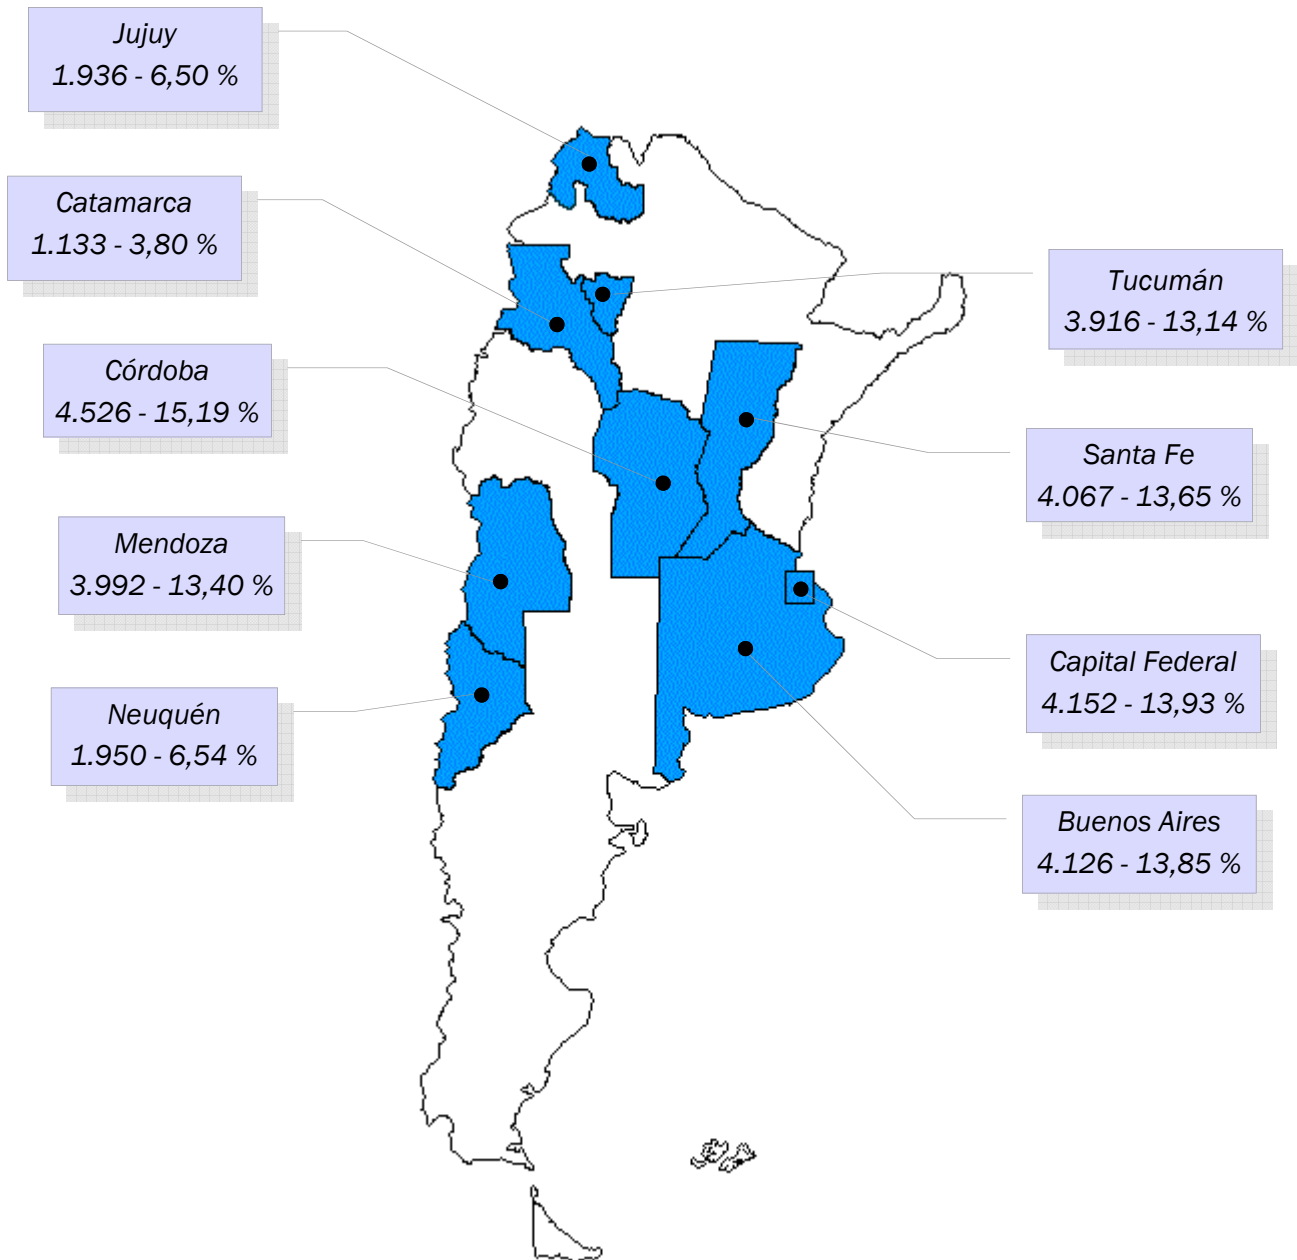 Jujuy
1.936 - 6,50 %
Catamarca
1.133 - 3,80 %
Córdoba
4.526 - 15,19 %
Mendoza
3.992 - 13,40 %
Neuquén
1.950 - 6,54 %
Tucumán
3.916 - 13,14 %
Santa Fe
4.067 - 13,65 %
Capital Federal
4.152 - 13,93 %
Buenos Aires
4.126 - 13,85 %